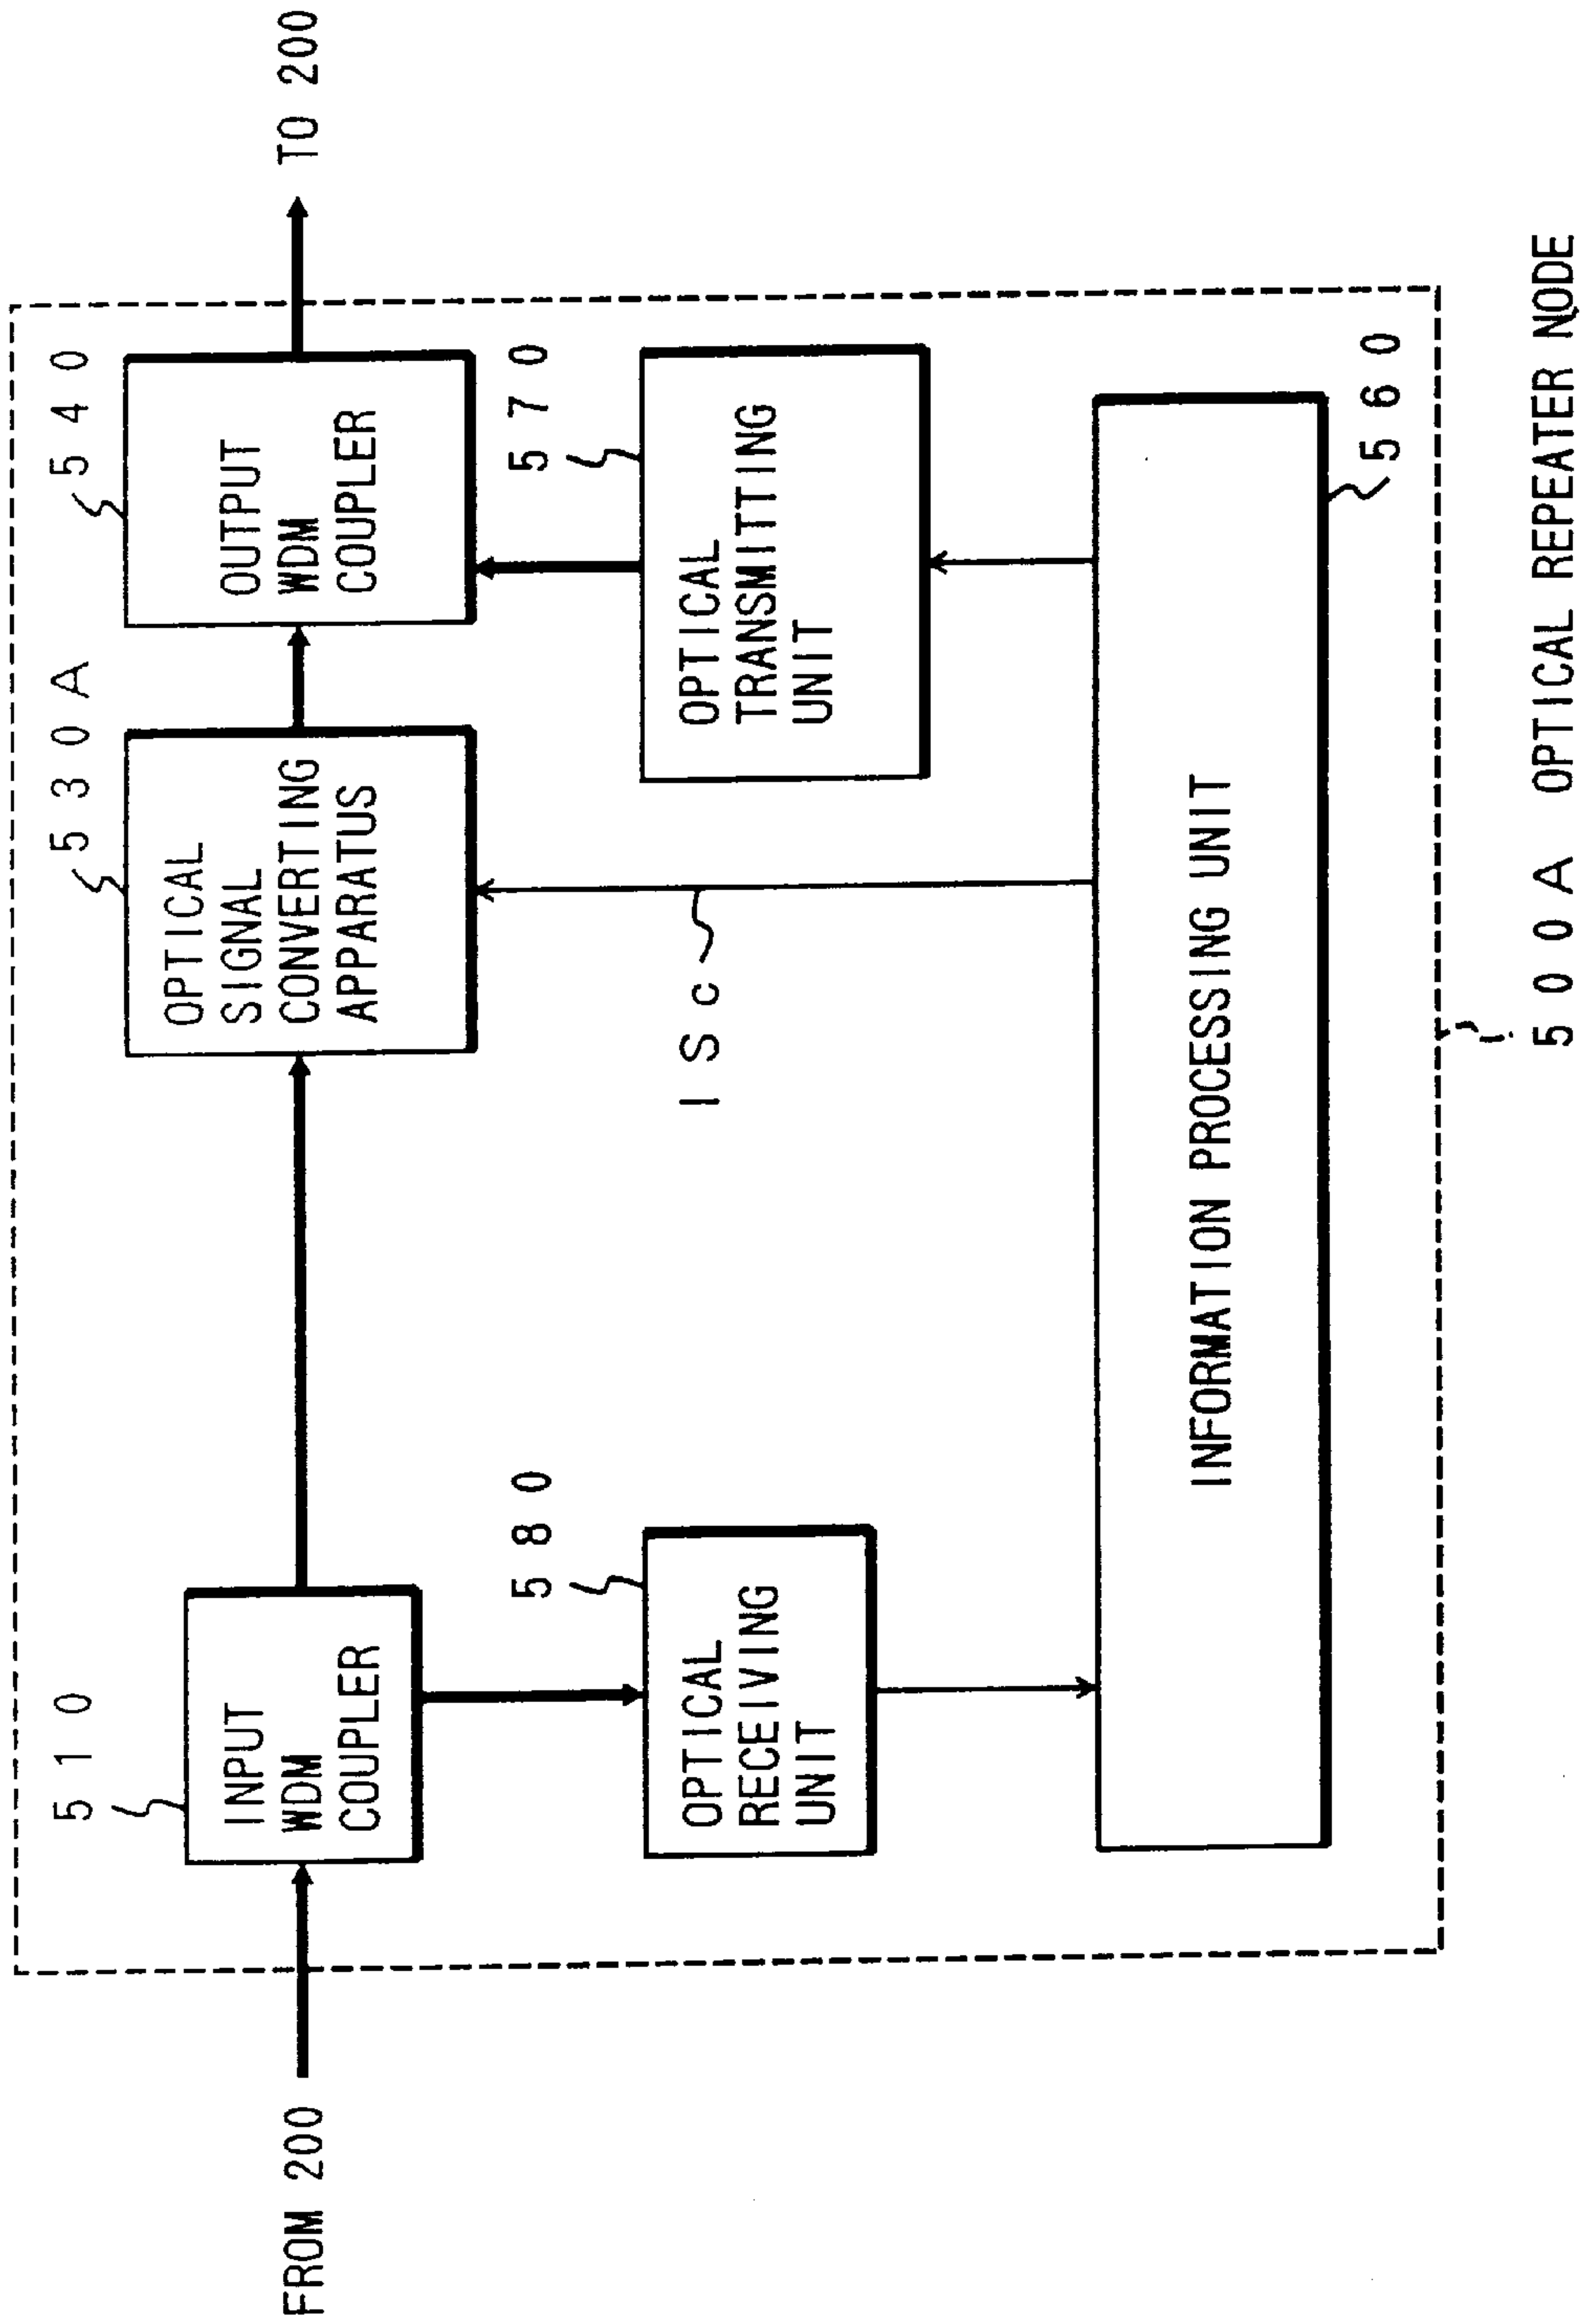 530A
540
510
INPUT
WDM
COUPLER
OPTICAL
SIGNAL
CONVERTING
APPARATUS
OUTPUT
WDM
COUPLER
FROM 200
TO 200
580
570
OPTICAL
RECEIVING
UNIT
ISc
OPTICAL
TRANSMITTING
UNIT
INFORMATION PROCESSING UNIT
560
500A OPTICAL REPEATER NODE